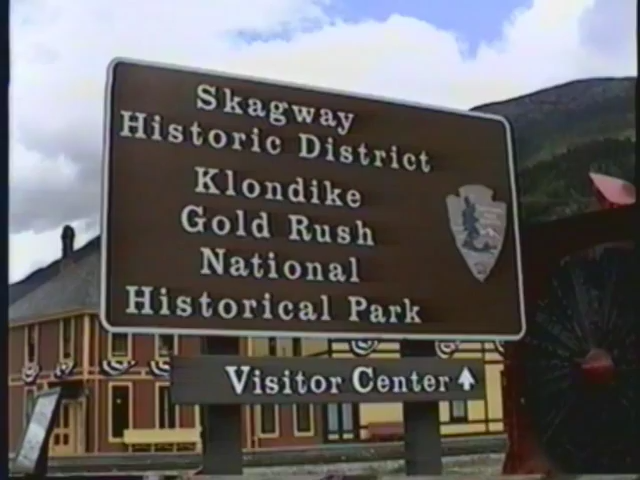 Skagway
Historic District
Klondike
Gold Rush
National
Historical Park
Visitor Center